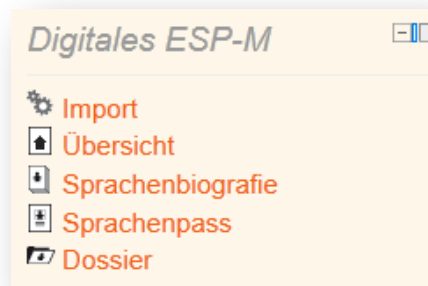 Digitales ESP-M
Import
Übersicht
Sprachenbiografie
Sprachenpass
Dossier